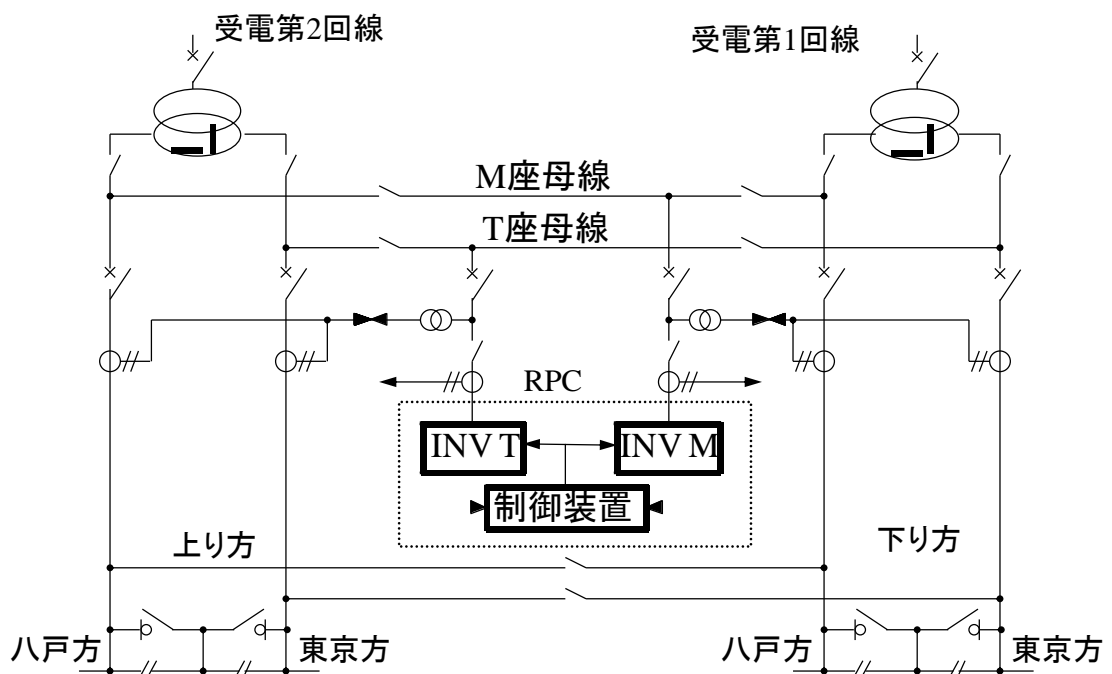 受電第2回線
受電第1回線
M座母線
T座母線
RPC
INV T
INV M
制御装置
上り方
下り方
八戸方
東京方
八戸方
東京方